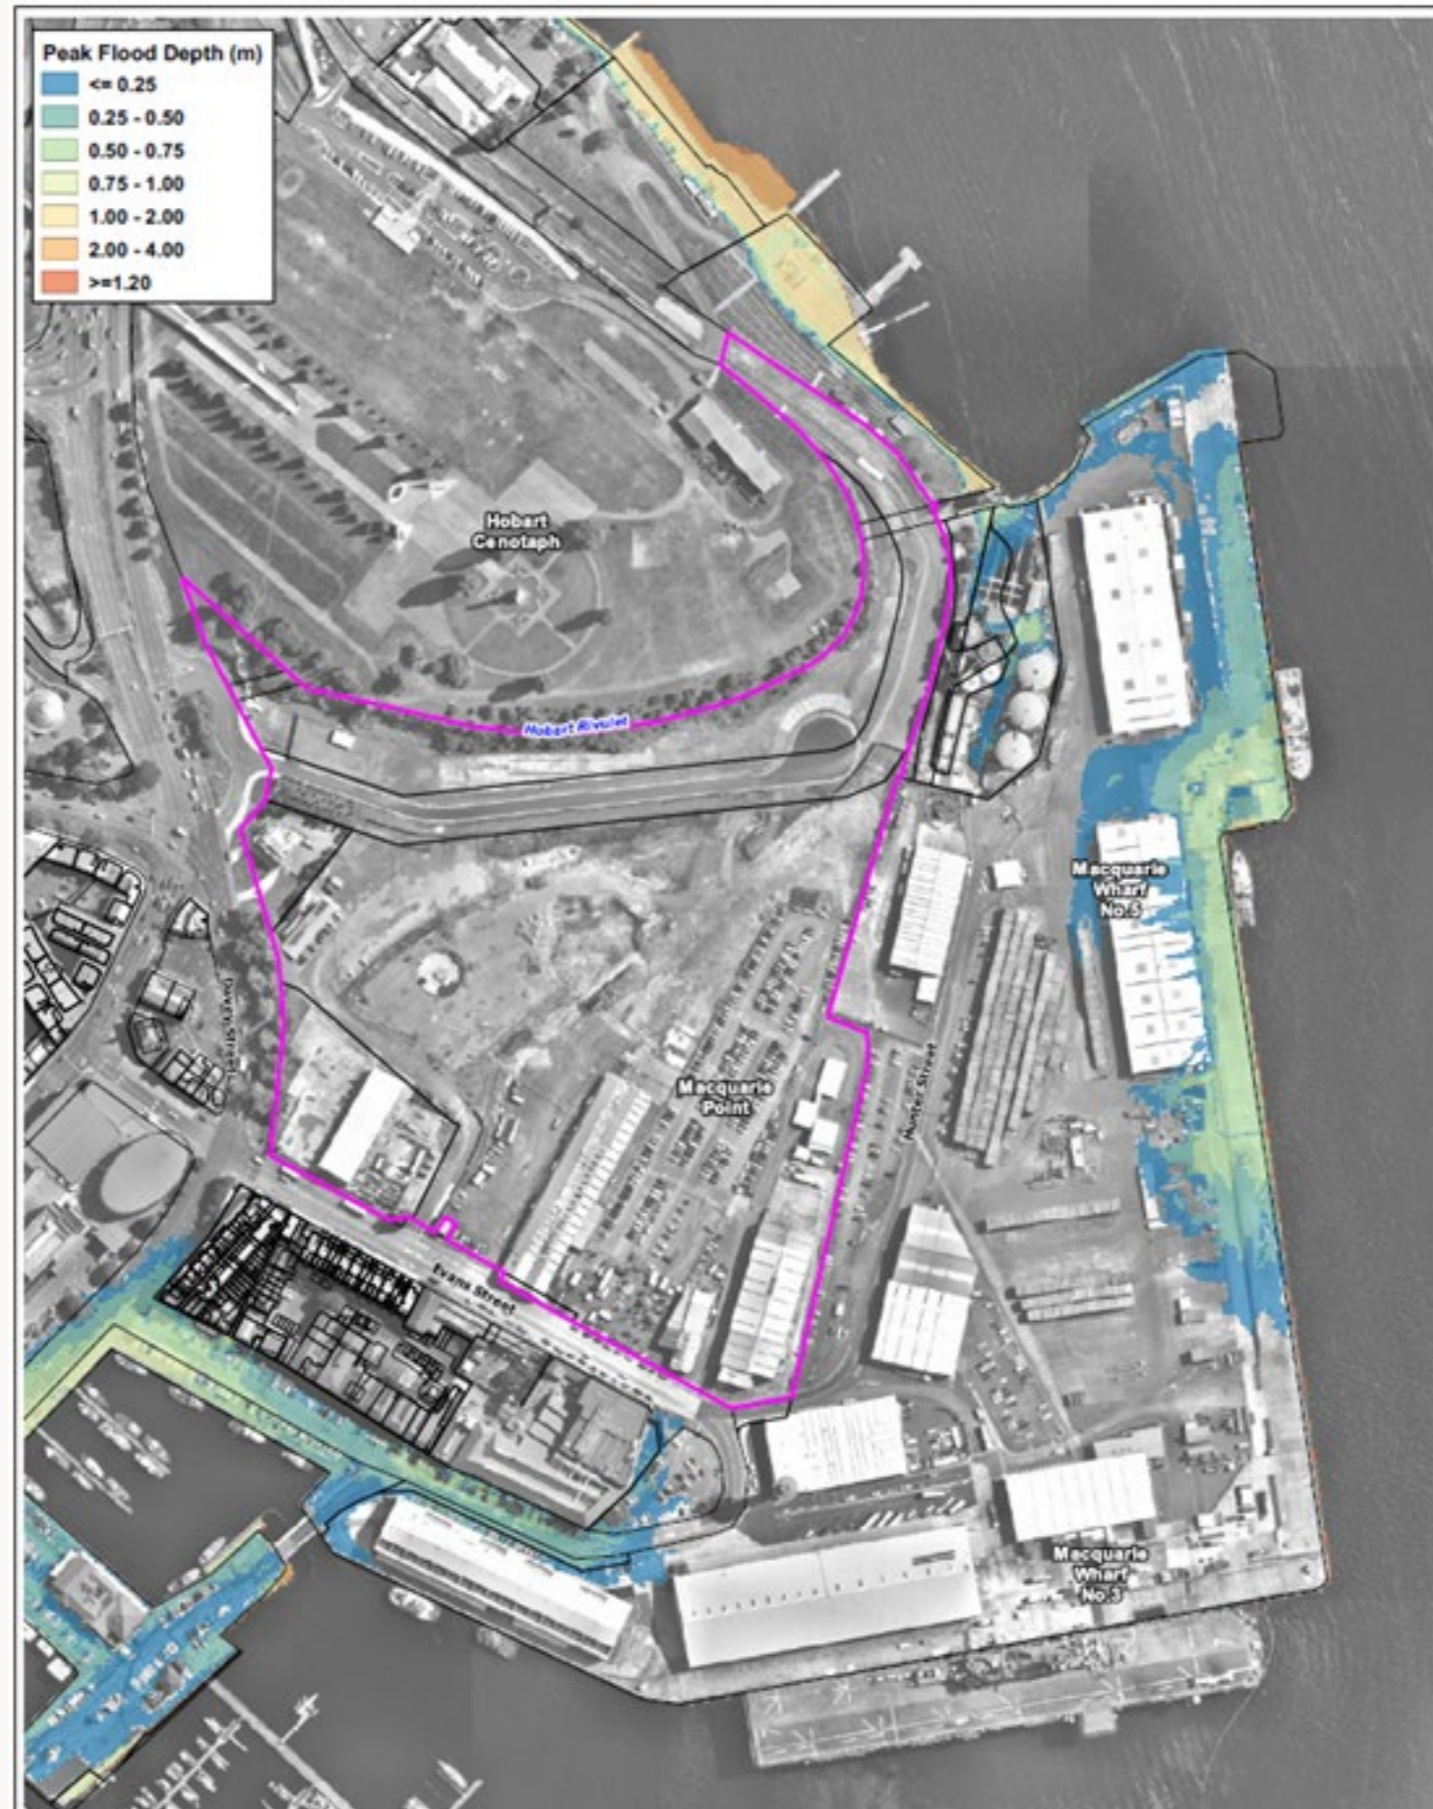 Peak Flood Depth (m)
<= 0.25
0.25 - 0.50
0.50 - 0.75
0.75 - 1.00
1.00 - 2.00
2.00 - 4.00
>=1.20
Hobart
Cenotaph
Hobart Rivulet
Macquarie
Wharf
No.5
Davey Street
Hunter Street
Macquarie
Point
Evans Street
Macquarie
Wharf
No.3